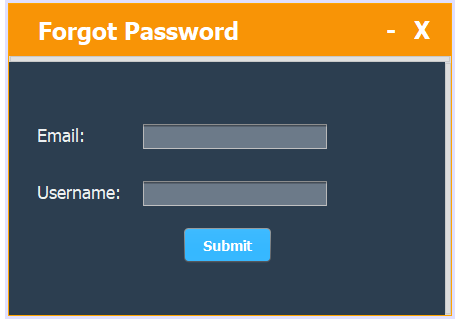 Forgot Password - X
Email:
Username:
Submit